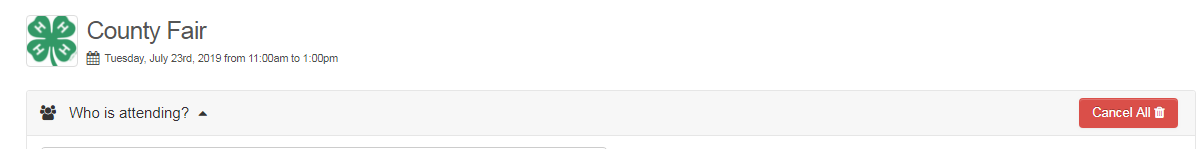 H H
H H
County Fair
Tuesday, July 23rd, 2019 from 11:00am to 1:00pm
Who is attending?
Cancel All